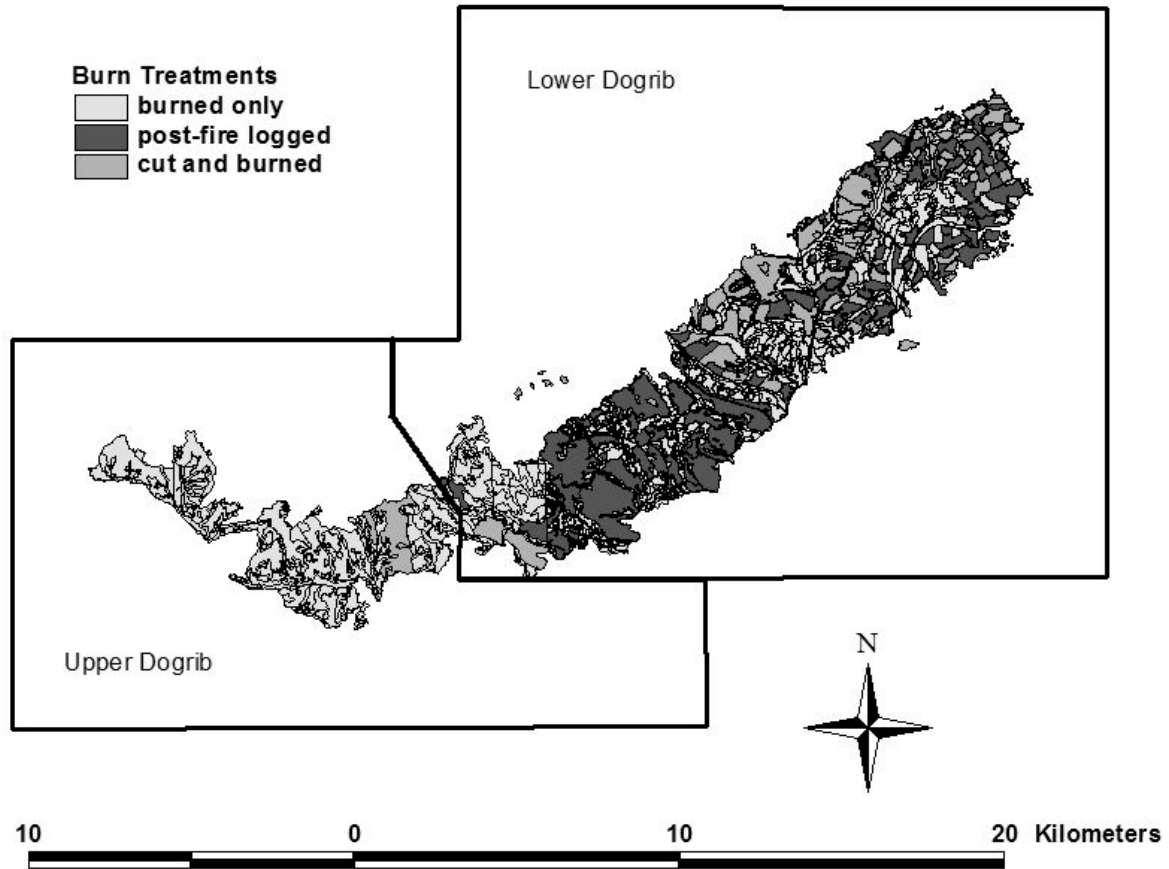 Lower Dogrib
Burn Treatments
burned only
post-fire logged
cut and burned
Upper Dogrib
N
10 0 10 20 Kilometers